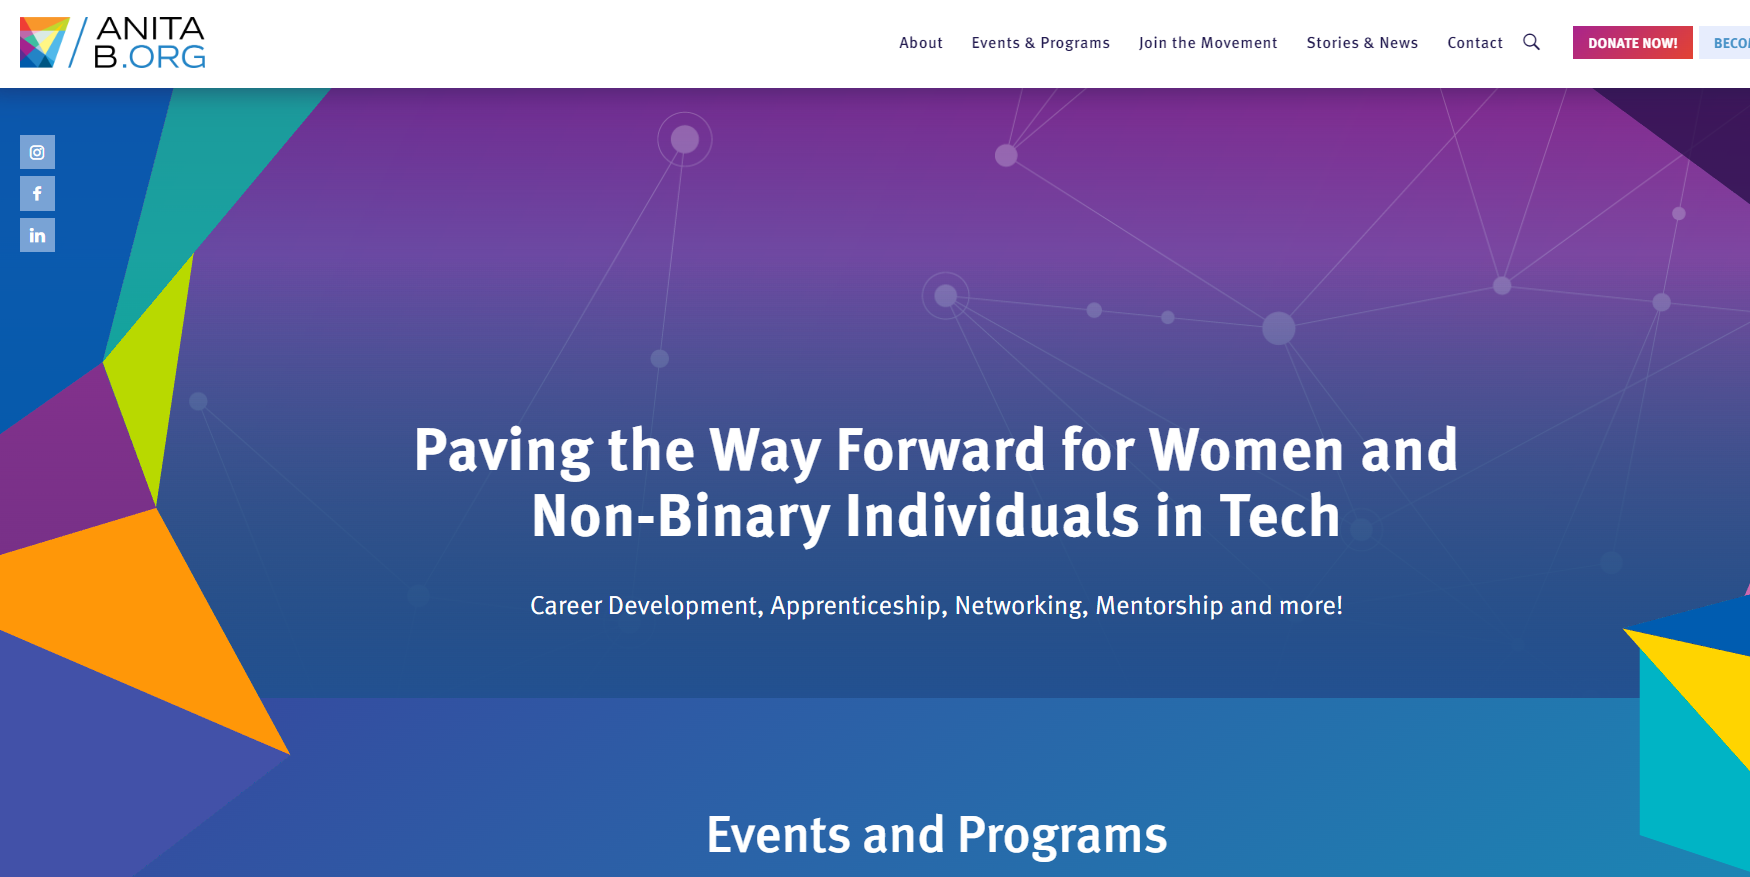 ANITA
B.ORG
About
Events & Programs
Join the Movement
Stories & News
Contact
DONATE NOW!
Paving the Way Forward for Women and
Non-Binary Individuals in Tech
Career Development, Apprenticeship, Networking, Mentorship and more!
Events and Programs